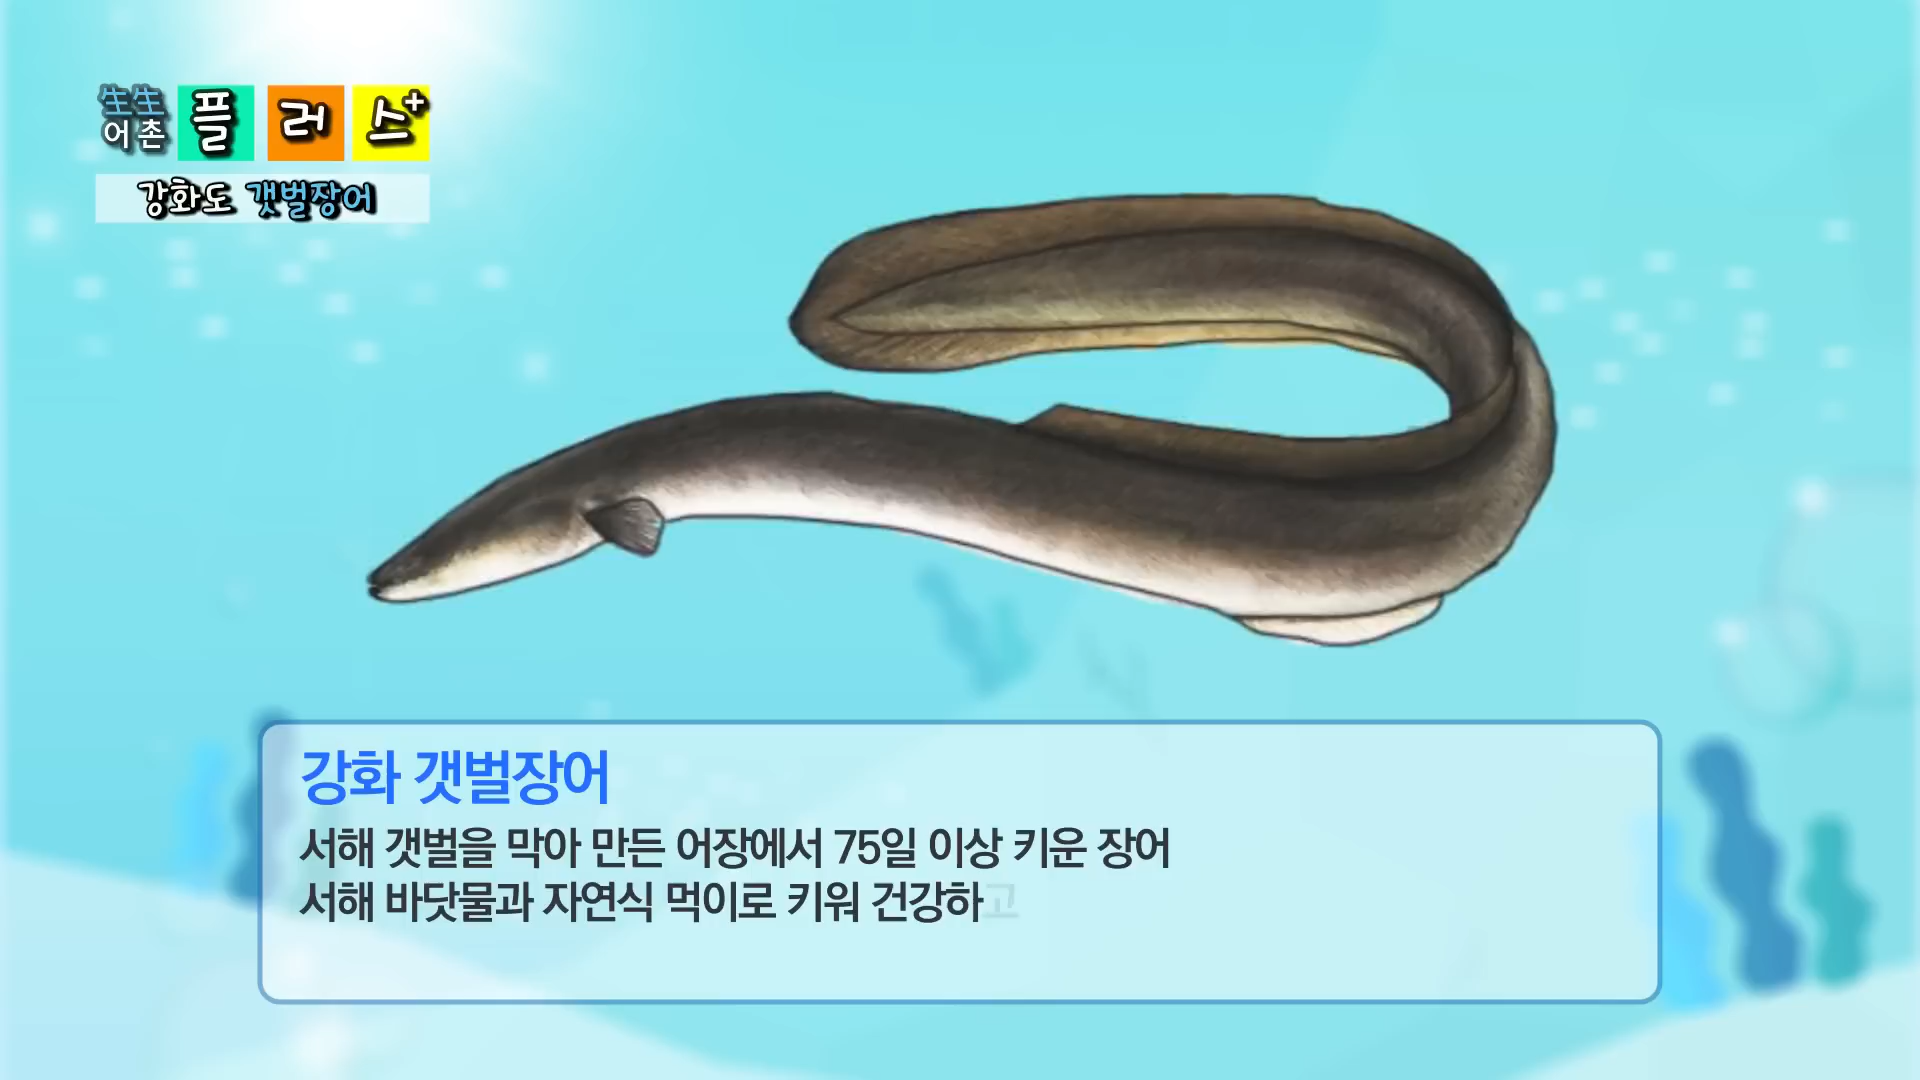 生生
어촌
플러스+
강화도 갯벌장어
강화 갯벌장어
서해 갯벌을 막아 만든 어장에서 75일 이상 키운 장어
서해 바닷물과 자연식 먹이로 키워 건강하고